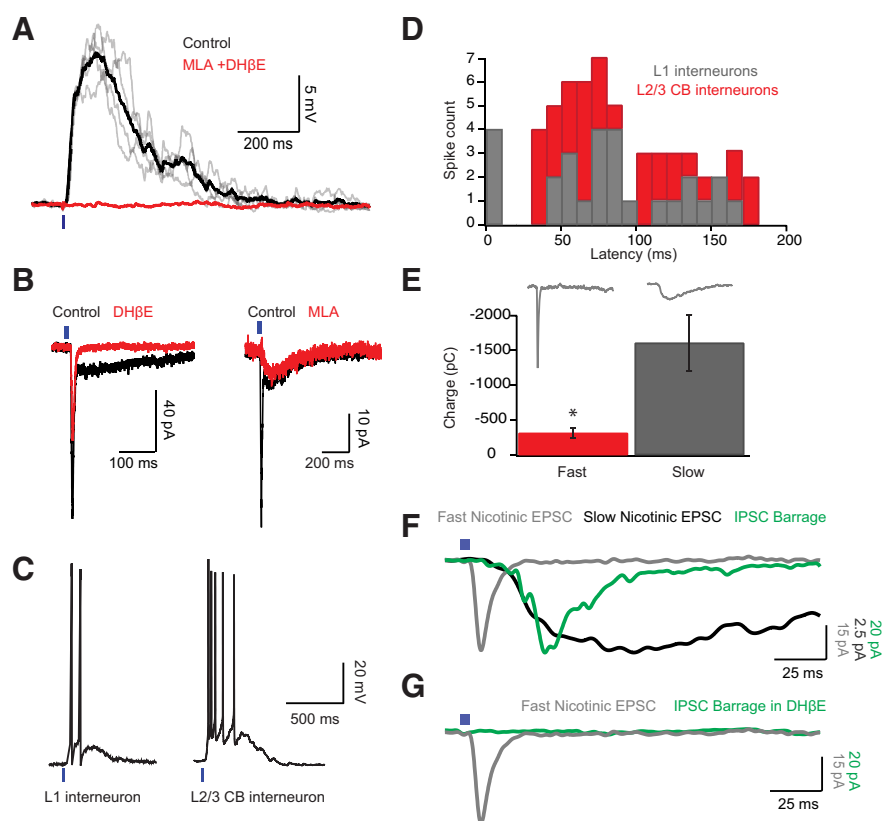 A
Control
MLA +DHβE
5 mV
200 ms
B
Control DHβE
Control MLA
40 pA
100 ms
10 pA
200 ms
C
20 mV
500 ms
L1 interneuron
L2/3 CB interneuron
D
L1 interneurons
L2/3 CB interneurons
Spike count
7
6
5
4
3
2
1
0
0 50 100 150 200
Latency (ms)
E
Charge (pC)
-2000
-1500
-1000
-500
0
*
Fast Slow
F
Fast Nicotinic EPSC Slow Nicotinic EPSC IPSC Barrage
20 pA
2.5 pA
15 pA
25 ms
G
Fast Nicotinic EPSC IPSC Barrage in DHβE
20 pA
15 pA
25 ms